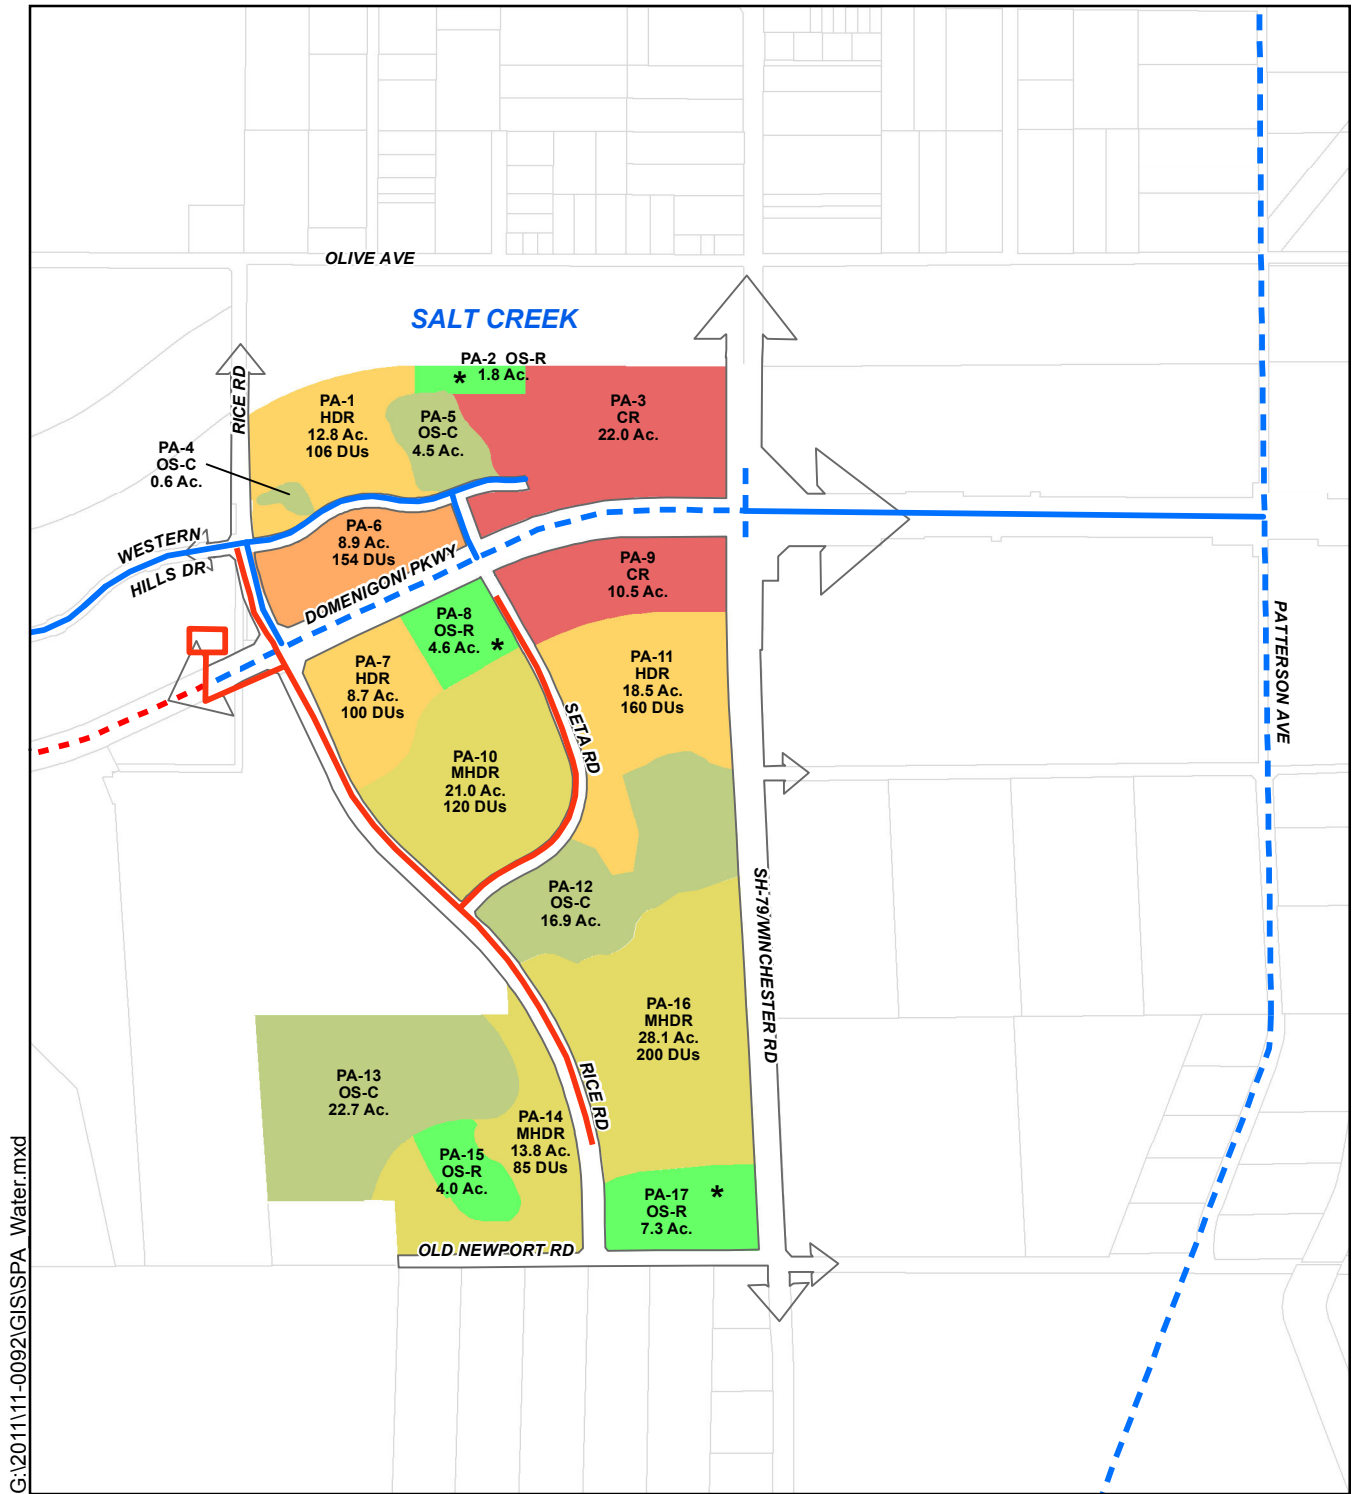 OLIVE AVE
SALT CREEK
PA-2 OS-R
* 1.8 Ac.
RICE RD
PA-1
HDR
12.8 Ac.
106 DUs
PA-5
OS-C
4.5 Ac.
PA-3
CR
22.0 Ac.
PA-4
OS-C
0.6 Ac.
WESTERN
HILLS DR
PA-6
8.9 Ac.
154 DUs
DOMENIGONI PKWY
PA-9
CR
10.5 Ac.
PA-8
OS-R
4.6 Ac. *
PA-7
HDR
8.7 Ac.
100 DUs
PA-11
HDR
18.5 Ac.
160 DUs
PATTERSON AVE
SETA RD
PA-10
MHDR
21.0 Ac.
120 DUs
PA-12
OS-C
16.9 Ac.
SH-79/WINCHESTER RD
PA-16
MHDR
28.1 Ac.
200 DUs
PA-13
OS-C
22.7 Ac.
RICE RD
PA-14
MHDR
13.8 Ac.
85 DUs
PA-15
OS-R
4.0 Ac.
PA-17 *
OS-R
7.3 Ac.
OLD NEWPORT RD
G:\2011\11-0092\GIS\SPA_Water.mxd